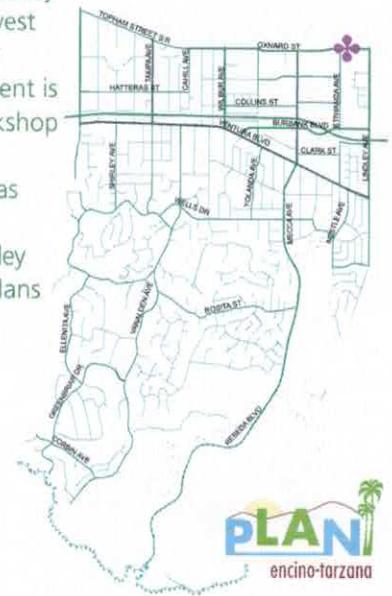 vest
ent is
kshop
as
ley
lans
TOPHAM STREET S R
OXNARD ST
TAMPA AVE
CAHILL AVE
WILBUR AVE
ETIWANDA AVE
HATTERAS ST
COLLINS ST
BURBANK BLVD
VENTURA BLVD
CLARK ST
LINDLEY AVE
SHIRLEY AVE
YOLANDA AVE
WELLS DR
MECCA AVE
ELLENITA AVE
VANALDEN AVE
ROSITA ST
GREENBRIAR DR
RESEDA BLVD
CORBIN AVE
PLAN
encino-tarzana